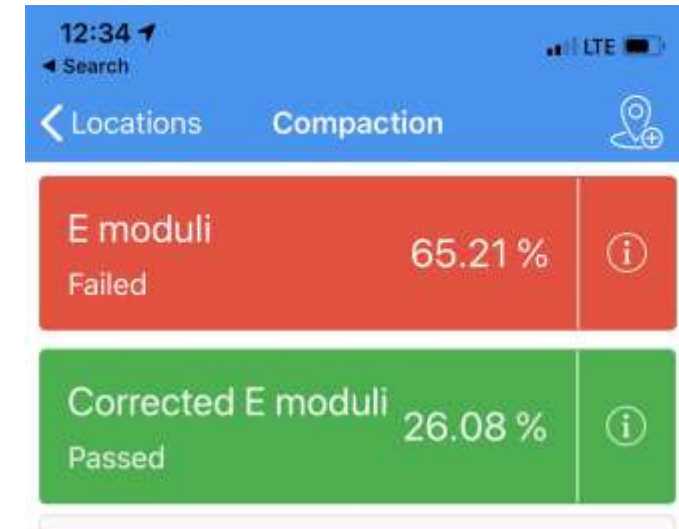 12:34
Search
LTE
Locations
Compaction
E moduli
65.21 %
Failed
Corrected E moduli
26.08 %
Passed